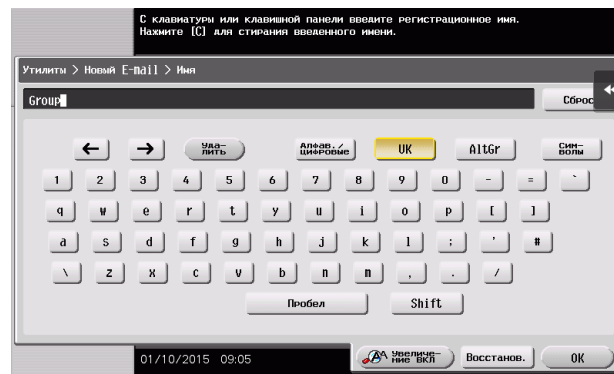 С клавиатуры или клавишной панели введите регистрационное имя.
Нажмите [C] для стирания введенного имени.
Утилиты > Новый E-mail > Имя
Group
Сброс
← → Уда-лить Алфав./цифровые UK AltGr Сим-волы
1 2 3 4 5 6 7 8 9 0 - = `
q w e r t y u i o p [ ]
a s d f g h j k l ; ' #
\ z x c v b n m , . /
Пробел Shift
01/10/2015 09:05 Увеличе-ние ВКЛ Восстанов. OK